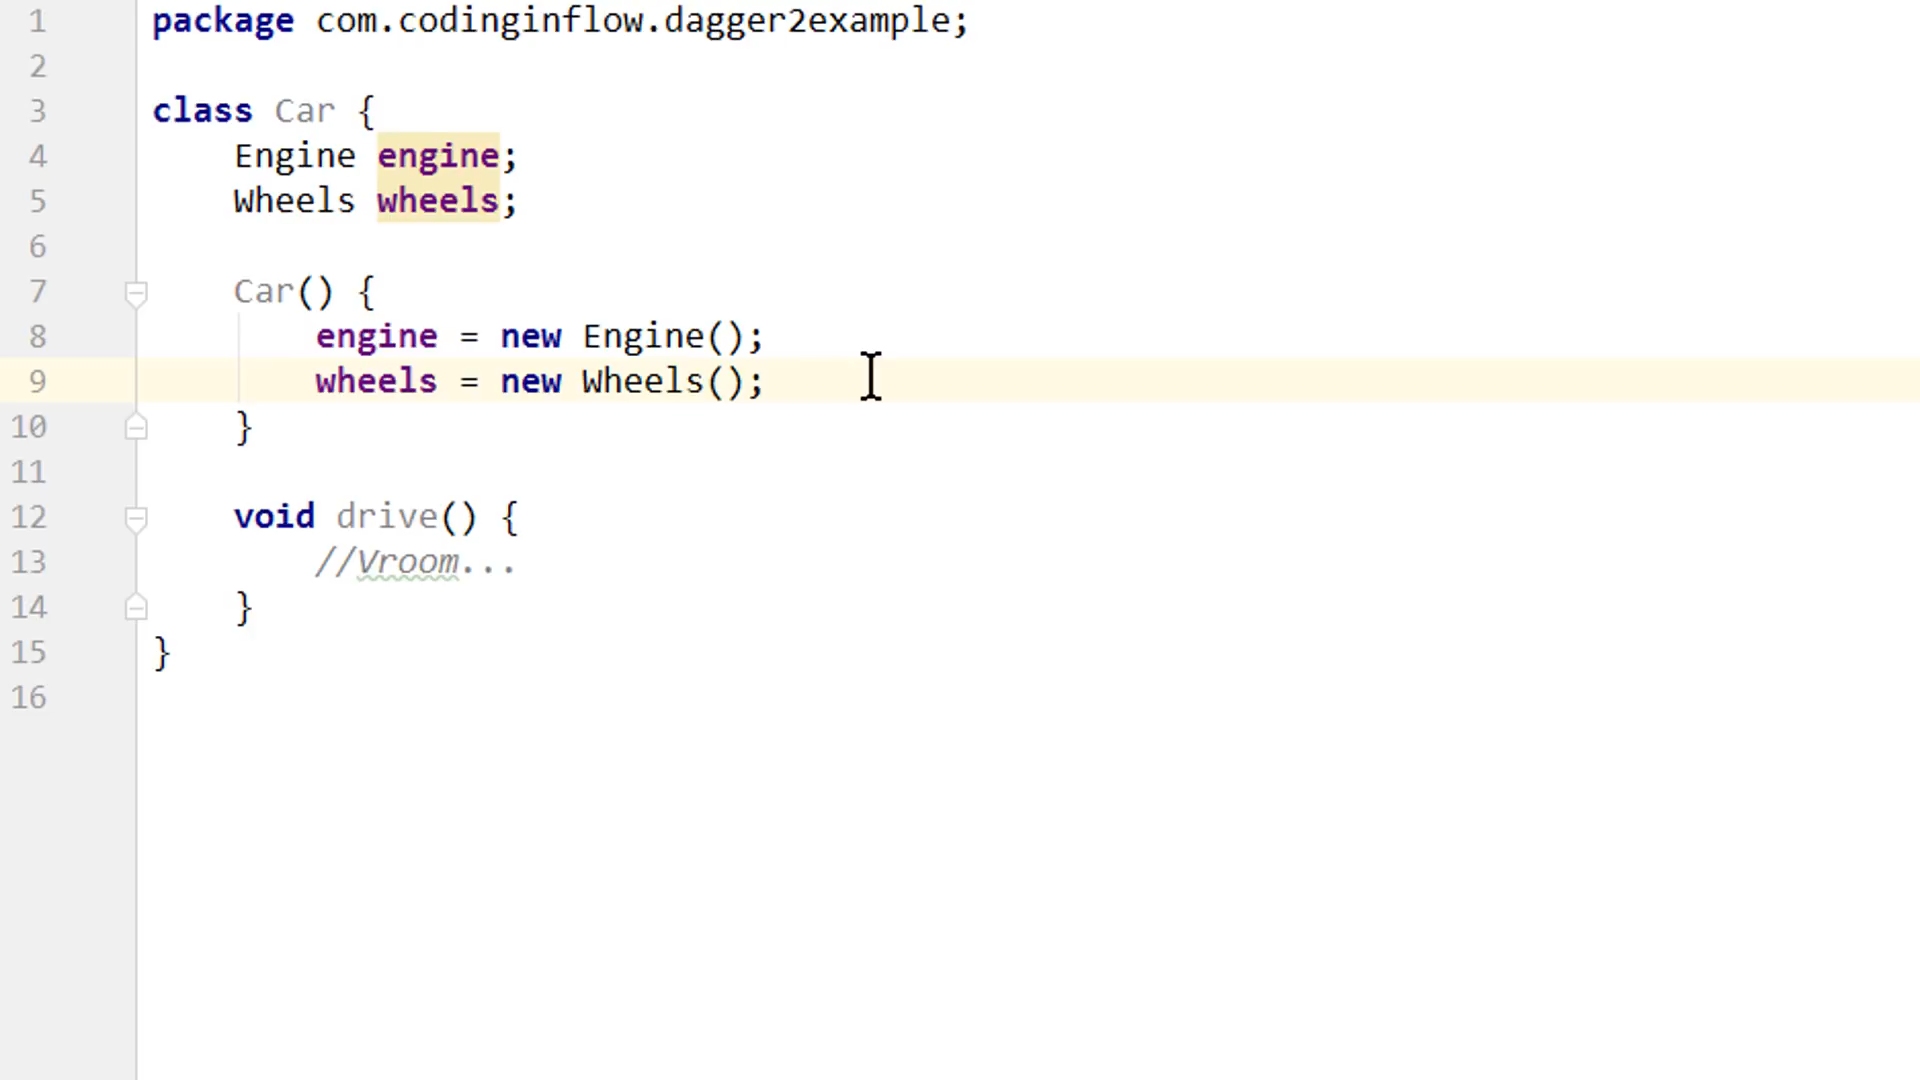 1 package com.codinginflow.dagger2example;
2
3 class Car {
4     Engine engine;
5     Wheels wheels;
6
7     Car() {
8         engine = new Engine();
9         wheels = new Wheels();
10     }
11
12     void drive() {
13         //Vroom...
14     }
15 }
16